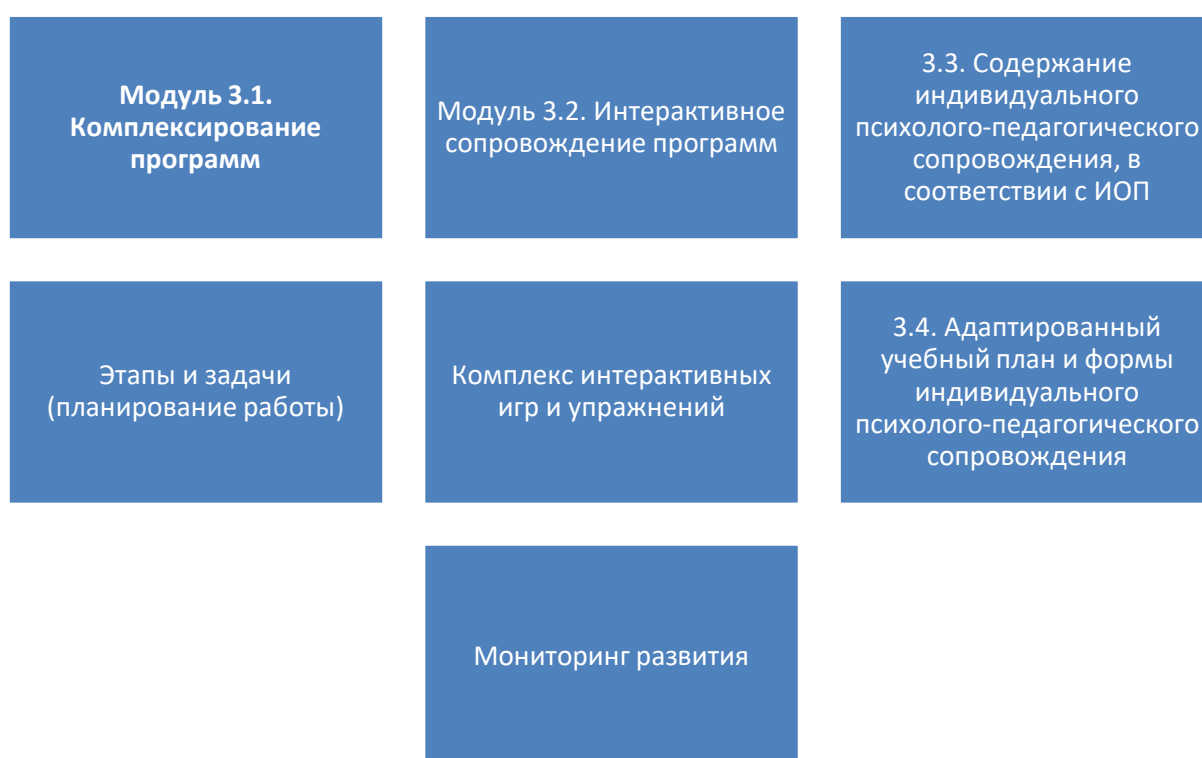 Модуль 3.1.
Комплексирование
программ
Модуль 3.2. Интерактивное
сопровождение программ
3.3. Содержание
индивидуального
психолого-педагогического
сопровождения, в
соответствии с ИОП
Этапы и задачи
(планирование работы)
Комплекс интерактивных
игр и упражнений
3.4. Адаптированный
учебный план и формы
индивидуального
психолого-педагогического
сопровождения
Мониторинг развития